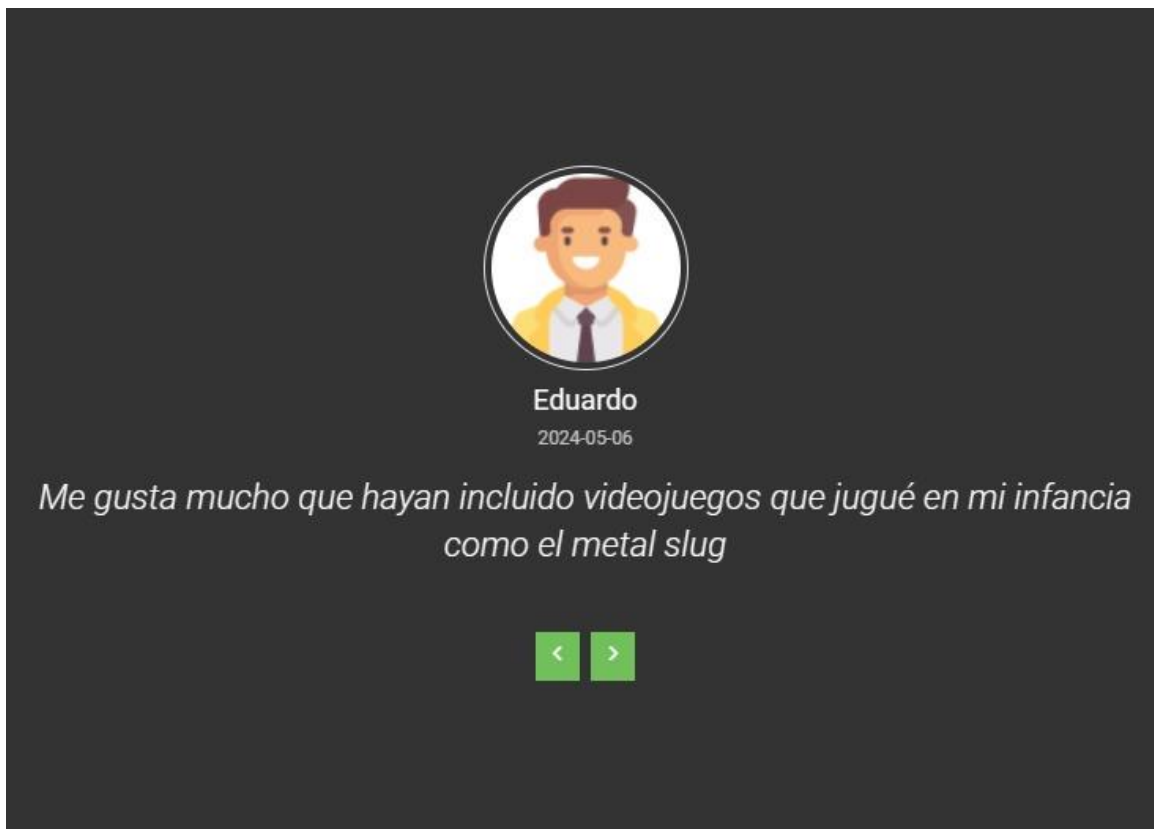 Eduardo
2024-05-06
Me gusta mucho que hayan incluido videojuegos que jugué en mi infancia
como el metal slug